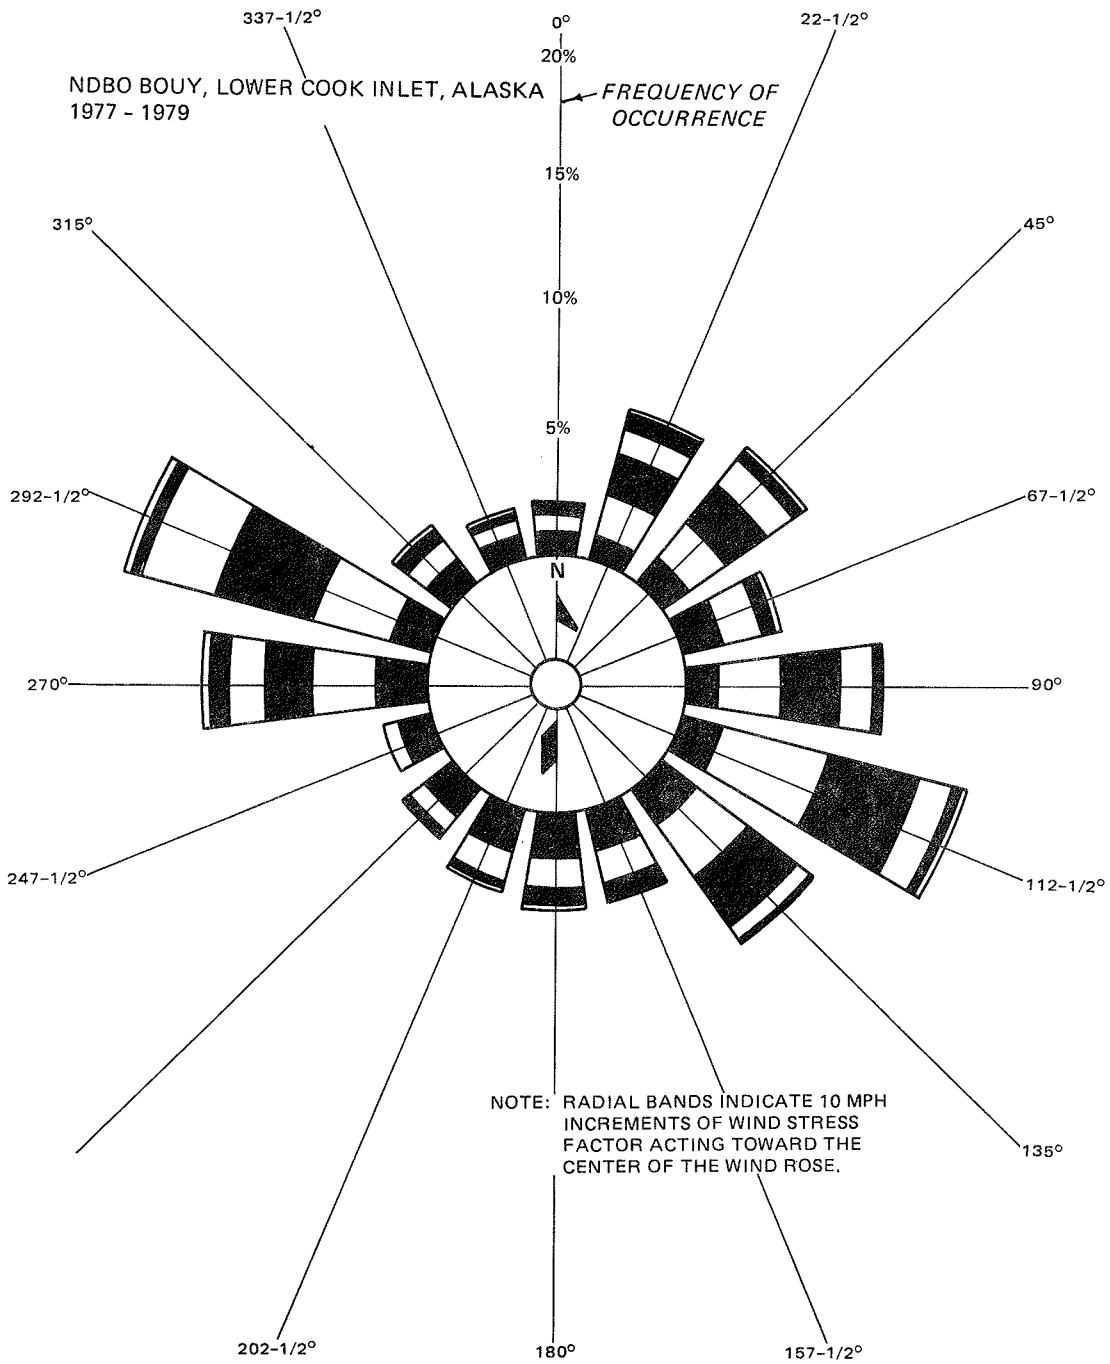 337-1/2°
0°
22-1/2°
20%
NDBO BOUY, LOWER COOK INLET, ALASKA
1977 - 1979
FREQUENCY OF
OCCURRENCE
15%
315°
45°
10%
5%
292-1/2°
67-1/2°
N
270°
90°
247-1/2°
112-1/2°
NOTE: RADIAL BANDS INDICATE 10 MPH
INCREMENTS OF WIND STRESS
FACTOR ACTING TOWARD THE
CENTER OF THE WIND ROSE.
135°
202-1/2°
180°
157-1/2°